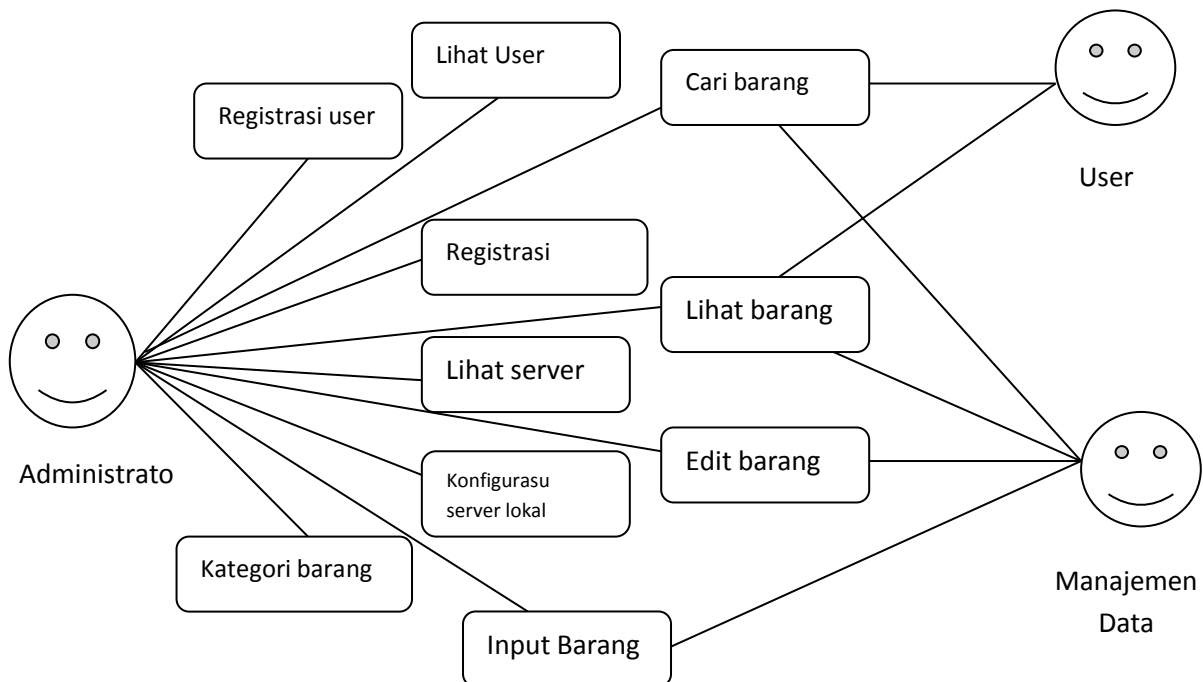 Lihat User
Cari barang
Registrasi user
User
Registrasi
Lihat barang
Lihat server
Administrato
Edit barang
Konfigurasu
server lokal
Kategori barang
Input Barang
Manajemen
Data